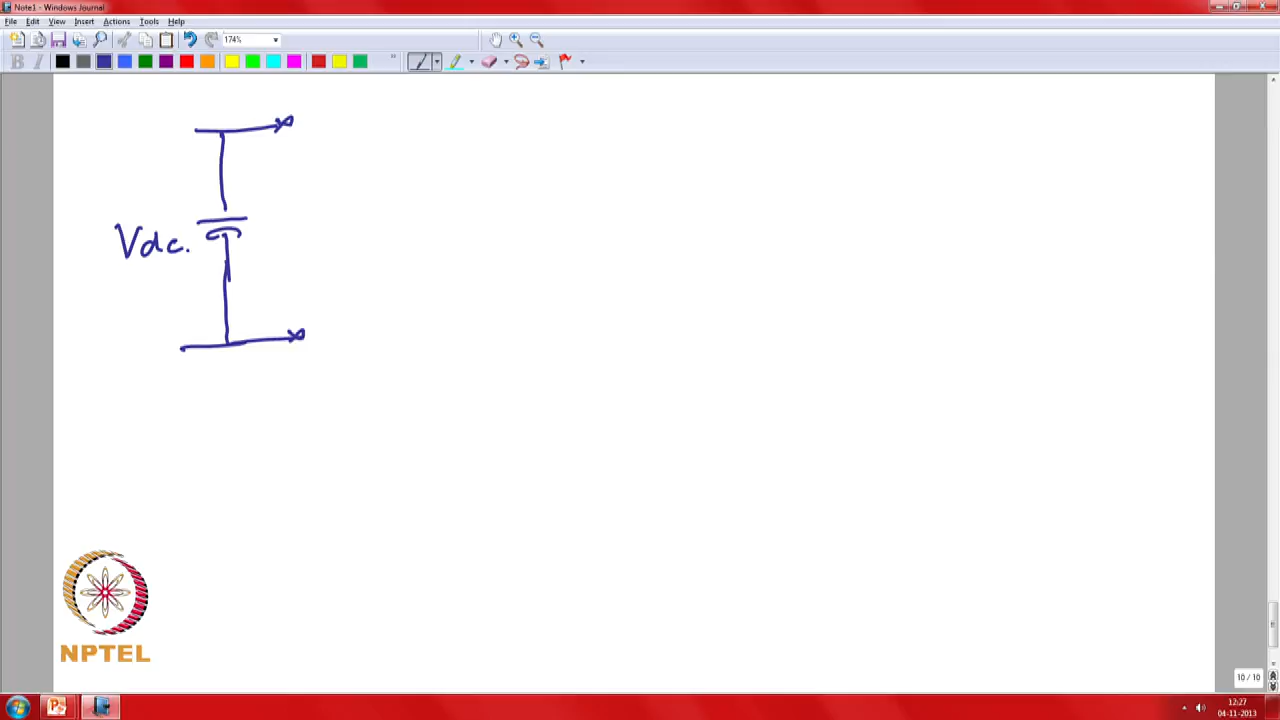 Note1 - Windows Journal
File Edit View Insert Actions Tools Help
174%
B I
Vdc.
NPTEL
10 / 10
12:27
04-11-2013